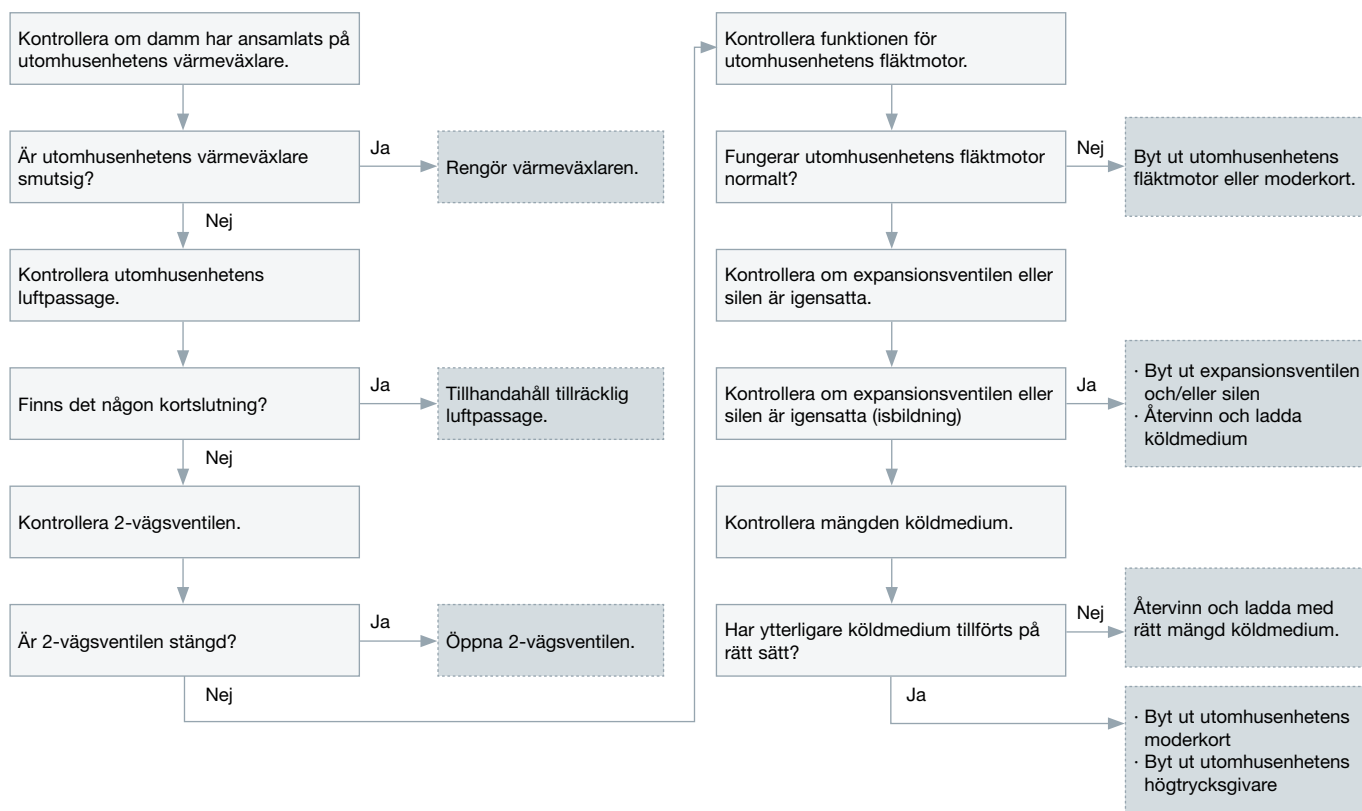 Kontrollera om damm har ansamlats på
utomhusenhetens värmeväxlare.
Är utomhusenhetens värmeväxlare
smutsig?
Ja
Rengör värmeväxlaren.
Nej
Kontrollera utomhusenhetens
luftpassage.
Finns det någon kortslutning?
Ja
Tillhandahåll tillräcklig
luftpassage.
Nej
Kontrollera 2-vägsventilen.
Är 2-vägsventilen stängd?
Ja
Öppna 2-vägsventilen.
Nej
Kontrollera funktionen för
utomhusenhetens fläktmotor.
Fungerar utomhusenhetens fläktmotor
normalt?
Nej
Byt ut utomhusenhetens
fläktmotor eller moderkort.
Kontrollera om expansionsventilen eller
silen är igensatta.
Kontrollera om expansionsventilen eller
silen är igensatta (isbildning)
Ja
· Byt ut expansionsventilen
och/eller silen
· Återvinn och ladda
köldmedium
Kontrollera mängden köldmedium.
Har ytterligare köldmedium tillförts på
rätt sätt?
Nej
Återvinn och ladda med
rätt mängd köldmedium.
Ja
· Byt ut utomhusenhetens
moderkort
· Byt ut utomhusenhetens
högtrycksgivare